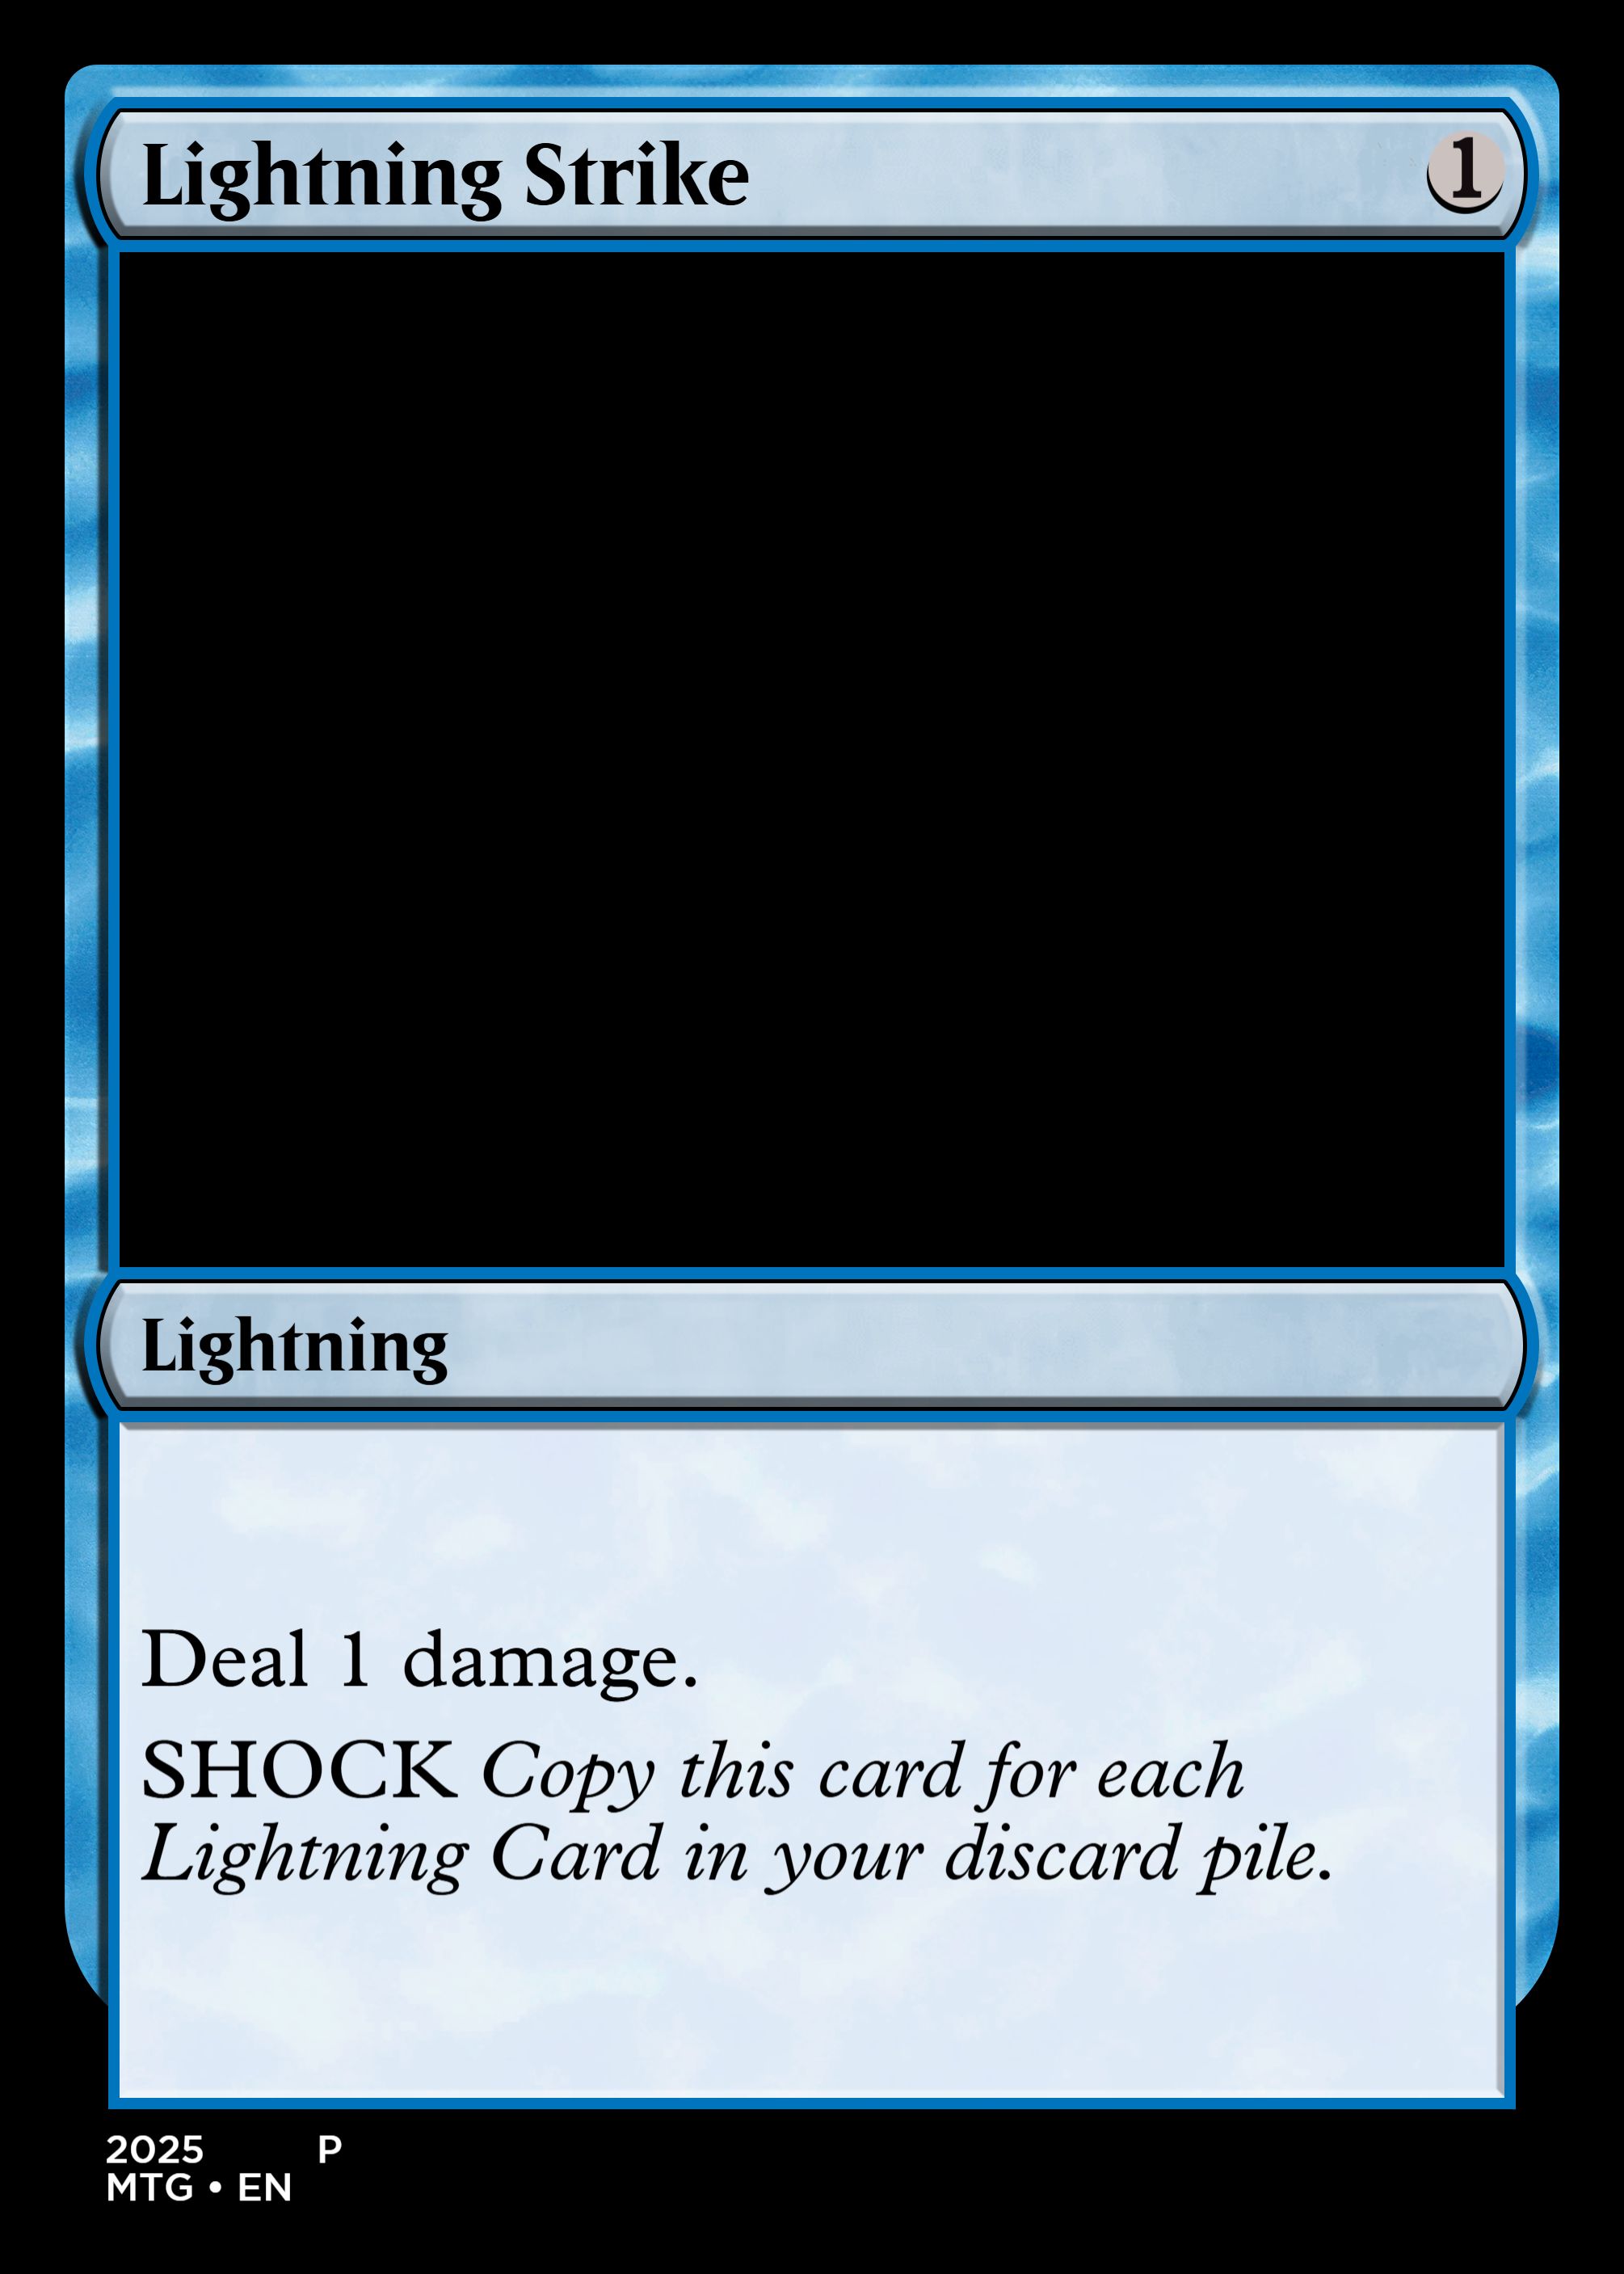 Lightning Strike 1
Lightning
Deal 1 damage.
SHOCK Copy this card for each
Lightning Card in your discard pile.
2025 P
MTG • EN